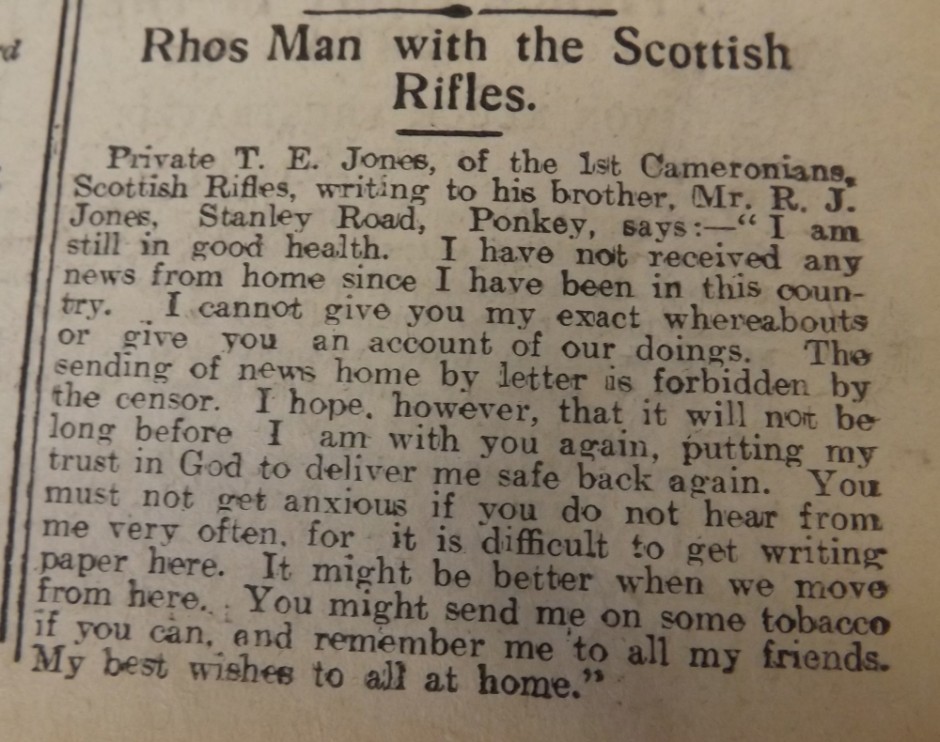 Rhos Man with the Scottish
Rifles.
Private T. E. Jones, of the 1st Cameronians,
Scottish Rifles, writing to his brother, Mr. R. J.
Jones, Stanley Road, Ponkey, says:—“I am
still in good health. I have not received any
news from home since I have been in this coun-
try. I cannot give you my exact whereabouts
or give you an account of our doings. The
sending of news home by letter is forbidden by
the censor. I hope, however, that it will not be
long before I am with you again, putting my
trust in God to deliver me safe back again. You
must not get anxious if you do not hear from
me very often, for it is difficult to get writing
paper here. It might be better when we move
from here. You might send me on some tobacco
if you can, and remember me to all my friends.
My best wishes to all at home.”